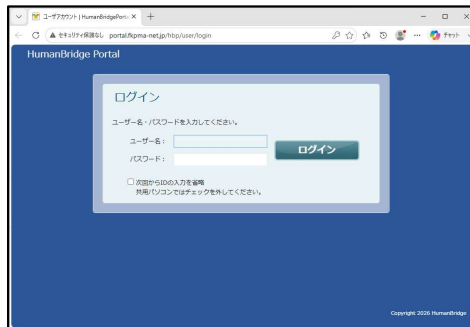 ユーザアカウント | HumanBridgePort
セキュリティ保護なし portal.fkpma-net.jp/hbp/user/login
チャット
HumanBridge Portal
ログイン
ユーザー名・パスワードを入力してください。
ユーザー名：
ログイン
パスワード：
次回からIDの入力を省略
共用パソコンではチェックを外してください。
Copyright 2026 HumanBridge